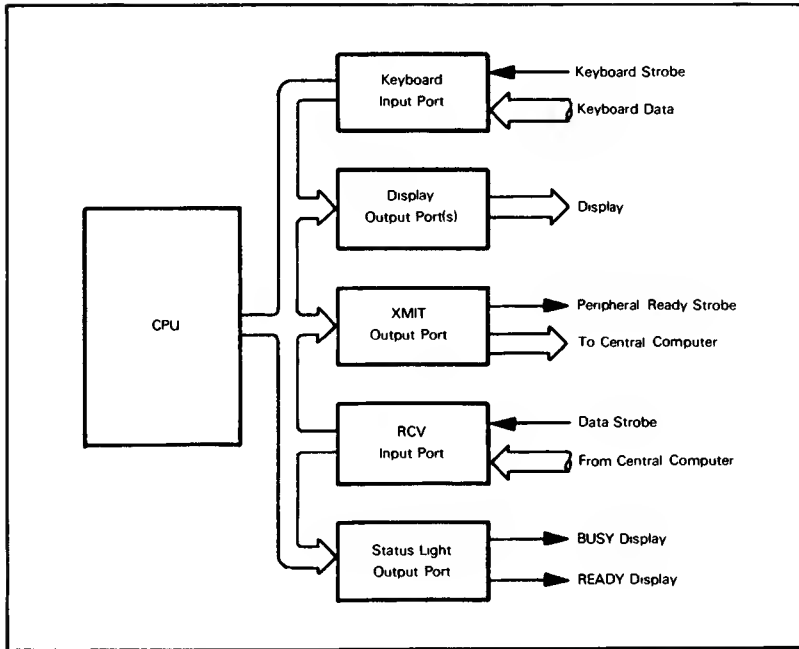 Keyboard
Input Port
Keyboard Strobe
Keyboard Data
Display
Output Port(s)
Display
CPU
XMIT
Output Port
Peripheral Ready Strobe
To Central Computer
RCV
Input Port
Data Strobe
From Central Computer
Status Light
Output Port
BUSY Display
READY Display